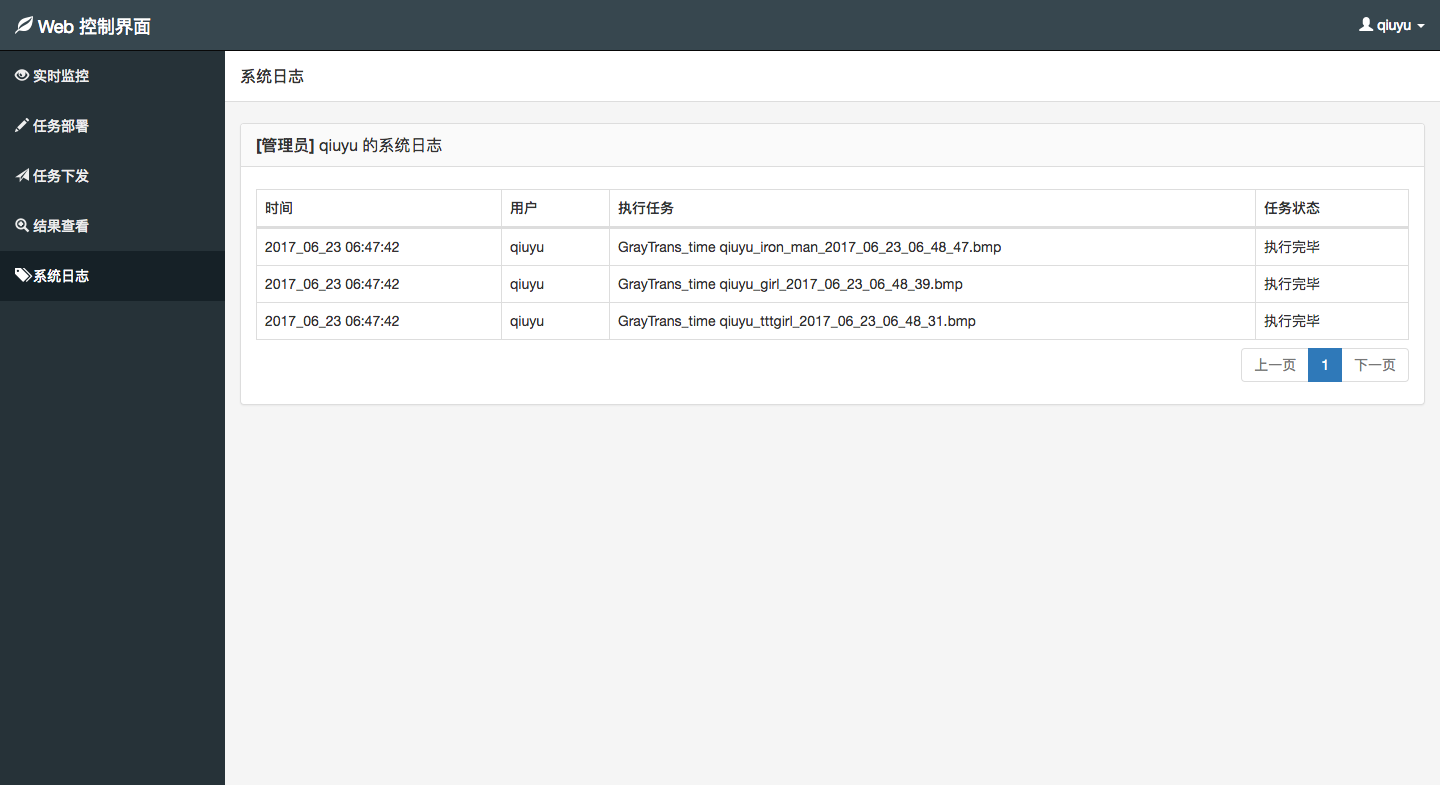 Web 控制界面
qiuyu
实时监控
任务部署
任务下发
结果查看
系统日志
系统日志
[管理员] qiuyu 的系统日志
时间 用户 执行任务 任务状态
2017_06_23 06:47:42 qiuyu GrayTrans_time qiuyu_iron_man_2017_06_23_06_48_47.bmp 执行完毕
2017_06_23 06:47:42 qiuyu GrayTrans_time qiuyu_girl_2017_06_23_06_48_39.bmp 执行完毕
2017_06_23 06:47:42 qiuyu GrayTrans_time qiuyu_tttgirl_2017_06_23_06_48_31.bmp 执行完毕
上一页 1 下一页